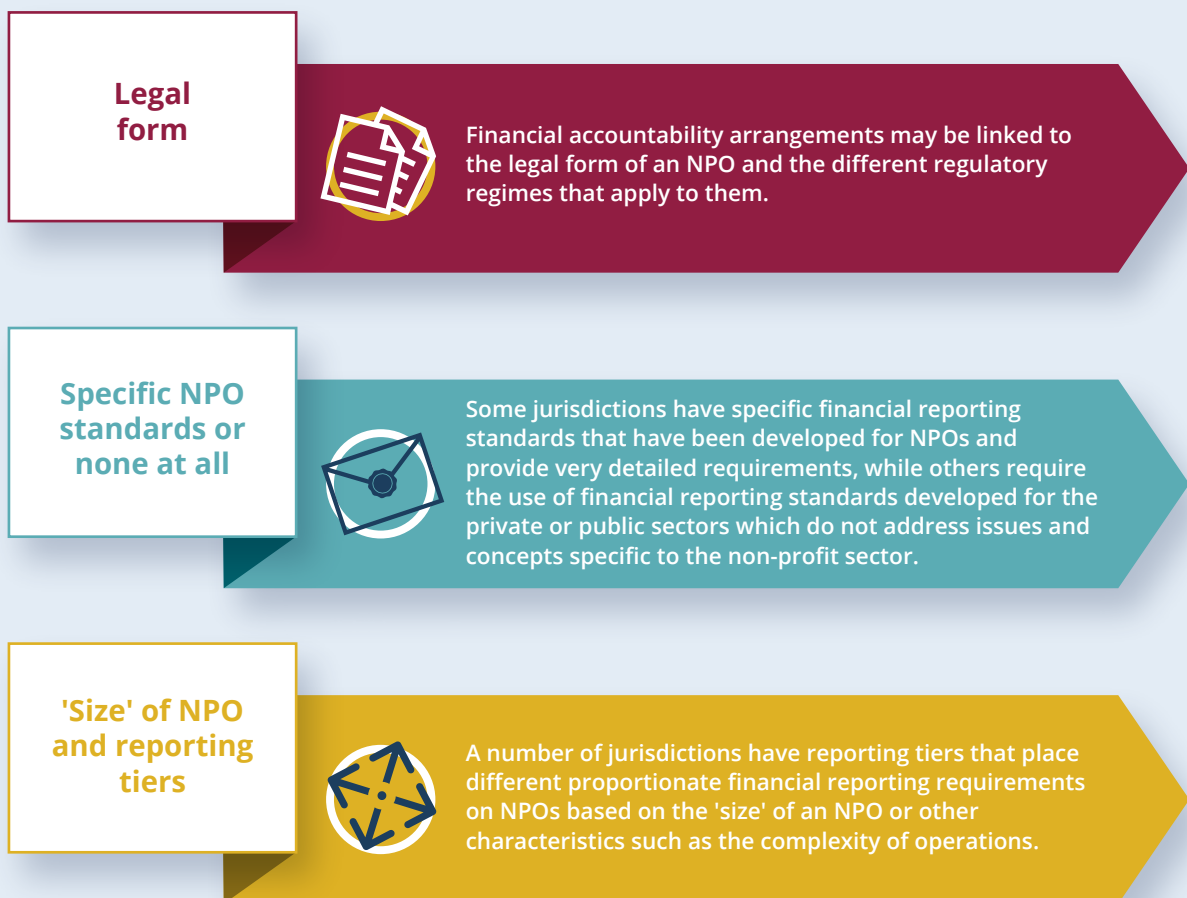 Legal
form
Financial accountability arrangements may be linked to
the legal form of an NPO and the different regulatory
regimes that apply to them.
Specific NPO
standards or
none at all
Some jurisdictions have specific financial reporting
standards that have been developed for NPOs and
provide very detailed requirements, while others require
the use of financial reporting standards developed for the
private or public sectors which do not address issues and
concepts specific to the non-profit sector.
'Size' of NPO
and reporting
tiers
A number of jurisdictions have reporting tiers that place
different proportionate financial reporting requirements
on NPOs based on the 'size' of an NPO or other
characteristics such as the complexity of operations.